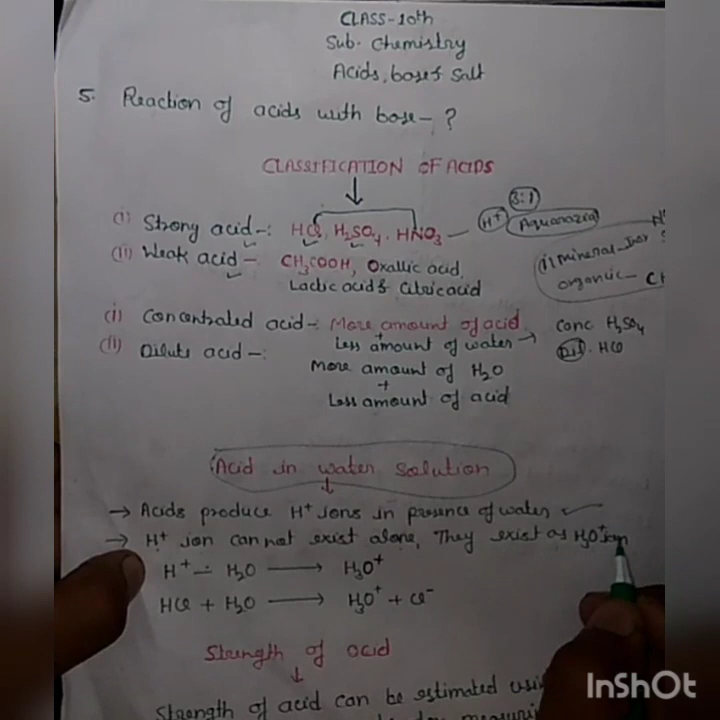 CLASS-10th
Sub- Chemistry
Acids, bases & Salt
5. Reaction of acids with base- ?
CLASSIFICATION OF ACIDS
(i) Strong acid-: HCl, H₂SO₄, HNO₃ — H⁺ 3:1
(ii) Weak acid-: CH₃COOH, Oxallic acid,
Lactic acid & Citric acid
(i) mineral-
organic-
(i) Concentrated acid-: More amount of acid
+
Less amount of water → Conc H₂SO₄
(ii) Dilute acid-: More amount of H₂O
+
Less amount of acid
Dil. HCl
Acid in water solution
↓
→ Acids produce H⁺ ions in presence of water
→ H⁺ ion can not exist alone, They exist as H₃O⁺
H⁺ - H₂O → H₃O⁺
HCl + H₂O → H₃O⁺ + Cl⁻
Strength of acid
↓
Strength of acid can be estimated
InShOt